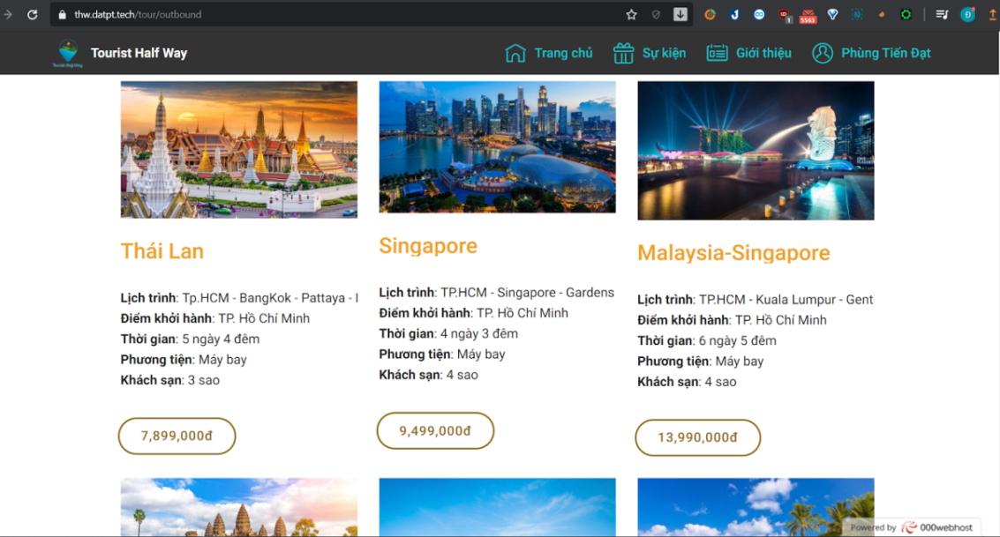 thw.datpt.tech/tour/outbound
1
5563
Đ
Tourist Half Way
Tourist Half Way
Trang chủ
Sự kiện
Giới thiệu
Phùng Tiến Đạt
Thái Lan
Lịch trình: Tp.HCM - BangKok - Pattaya -
Điểm khởi hành: TP. Hồ Chí Minh
Thời gian: 5 ngày 4 đêm
Phương tiện: Máy bay
Khách sạn: 3 sao
7,899,000đ
Singapore
Lịch trình: TP.HCM - Singapore - Gardens
Điểm khởi hành: TP. Hồ Chí Minh
Thời gian: 4 ngày 3 đêm
Phương tiện: Máy bay
Khách sạn: 4 sao
9,499,000đ
Malaysia-Singapore
Lịch trình: TP.HCM - Kuala Lumpur - Gent
Điểm khởi hành: TP. Hồ Chí Minh
Thời gian: 6 ngày 5 đêm
Phương tiện: Máy bay
Khách sạn: 4 sao
13,990,000đ
Powered by 000webhost